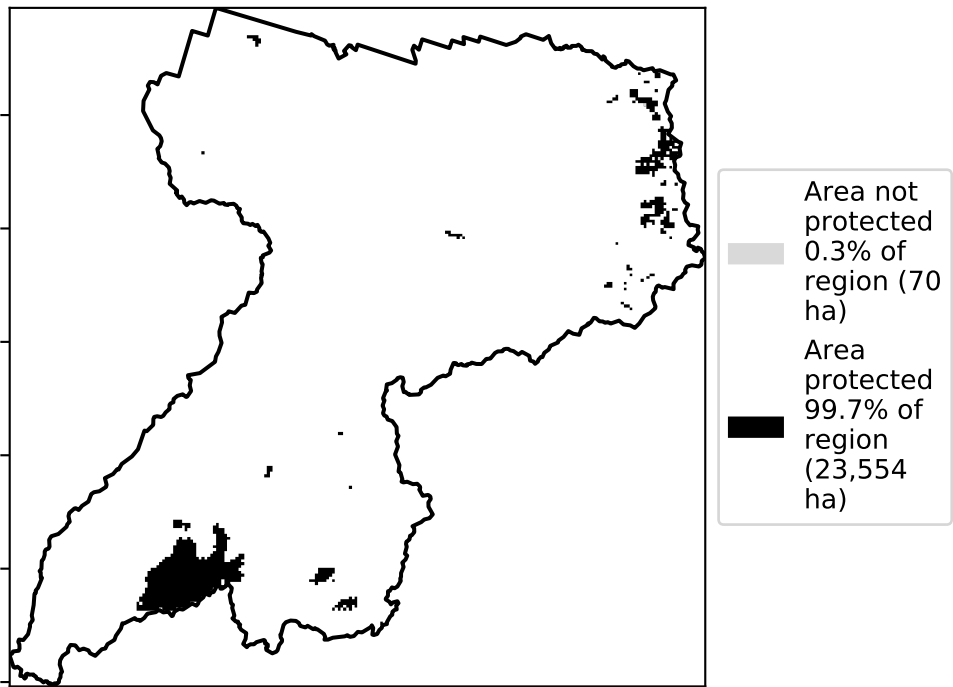 Area not
protected
0.3% of
region (70
ha)
Area
protected
99.7% of
region
(23,554
ha)